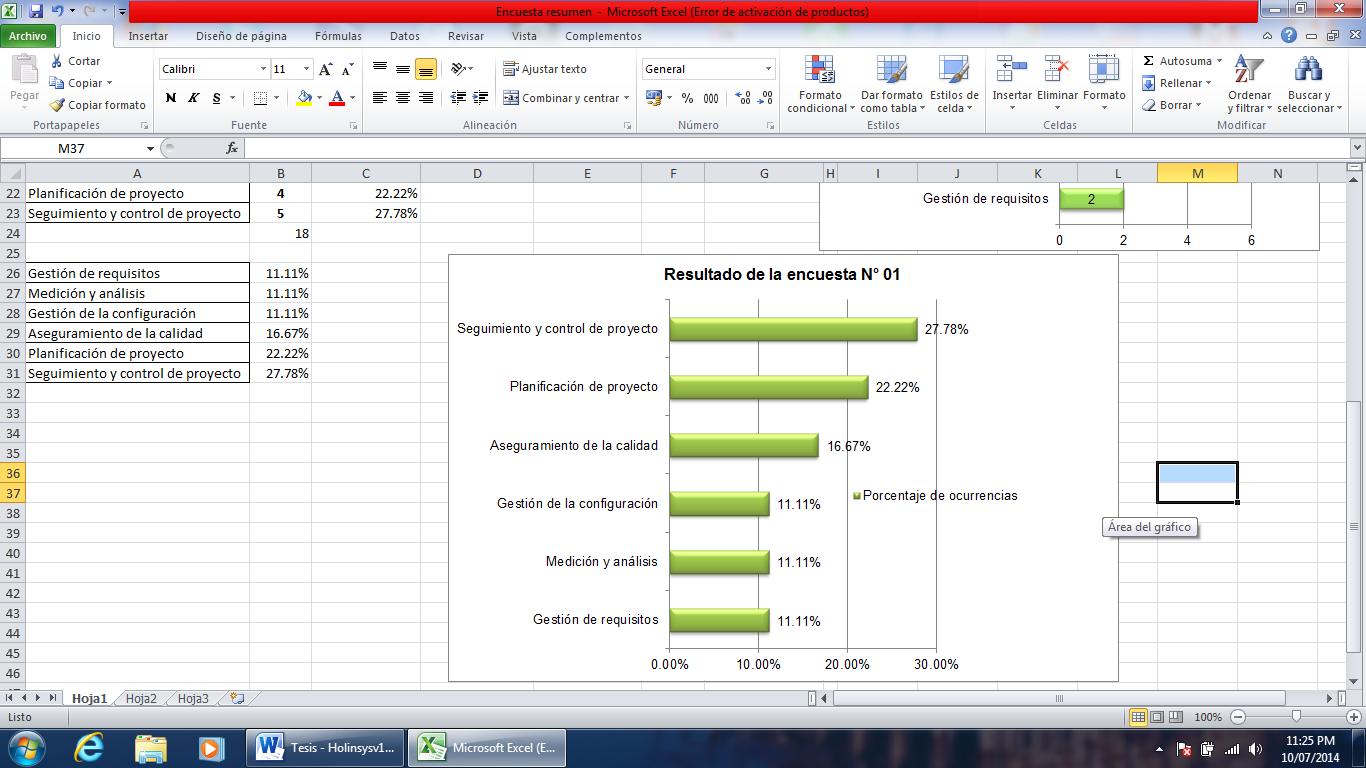 Encuesta resumen - Microsoft Excel (Error de activación de productos)
Archivo Inicio Insertar Diseño de página Fórmulas Datos Revisar Vista Complementos
Pegar
Cortar
Copiar
Copiar formato
Portapapeles
Calibri 11
N K S
Fuente
Ajustar texto
Combinar y centrar
Alineación
General
% 000
Número
Formato condicional
Dar formato como tabla
Estilos de celda
Estilos
Insertar Eliminar Formato
Celdas
Autosuma
Rellenar
Borrar
Ordenar y filtrar
Buscar y seleccionar
Modificar
M37 fx
A B C D E F G H I J K L M N
22 Planificación de proyecto 4 22.22%
23 Seguimiento y control de proyecto 5 27.78%
24 18
25
26 Gestión de requisitos 11.11%
27 Medición y análisis 11.11%
28 Gestión de la configuración 11.11%
29 Aseguramiento de la calidad 16.67%
30 Planificación de proyecto 22.22%
31 Seguimiento y control de proyecto 27.78%
32
33
34
35
36
37
38
39
40
41
42
43
44
45
46
Gestión de requisitos 2
0 2 4 6
Resultado de la encuesta N° 01
Seguimiento y control de proyecto 27.78%
Planificación de proyecto 22.22%
Aseguramiento de la calidad 16.67%
Gestión de la configuración 11.11%
Porcentaje de ocurrencias
Medición y análisis 11.11%
Gestión de requisitos 11.11%
0.00% 10.00% 20.00% 30.00%
Área del gráfico
Hoja1 Hoja2 Hoja3
Listo 100%
Tesis - Holinsysv1... Microsoft Excel (E...
11:25 PM
10/07/2014